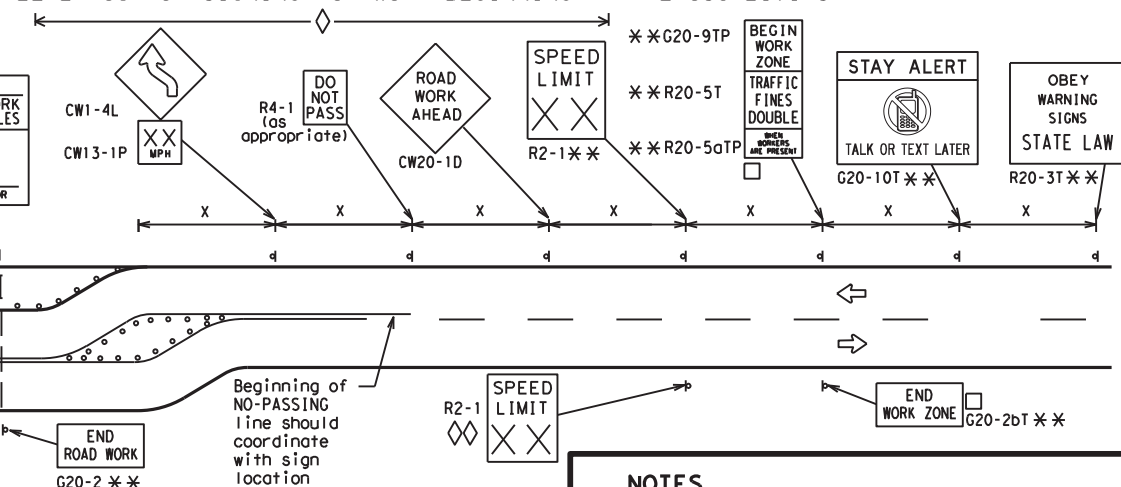 CW1-4L
XX
MPH
CW13-1P
R4-1
(as
appropriate)
DO
NOT
PASS
ROAD
WORK
AHEAD
CW20-1D
SPEED
LIMIT
XX
R2-1**
**G20-9TP
**R20-5T
**R20-5aTP
BEGIN
WORK
ZONE
TRAFFIC
FINES
DOUBLE
WHEN
WORKERS
ARE PRESENT
STAY ALERT
TALK OR TEXT LATER
G20-10T**
OBEY
WARNING
SIGNS
STATE LAW
R20-3T**
X X X X X X X
Beginning of
NO-PASSING
line should
coordinate
with sign
location
R2-1
SPEED
LIMIT
XX
END
WORK ZONE
G20-2bT**
END
ROAD WORK
G20-2**
NOTES